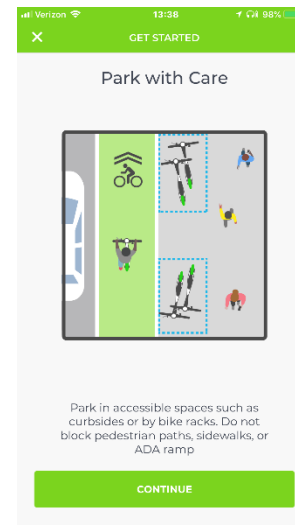 Verizon 13:38 98%
GET STARTED
Park with Care
Park in accessible spaces such as
curbsides or by bike racks. Do not
block pedestrian paths, sidewalks, or
ADA ramp
CONTINUE